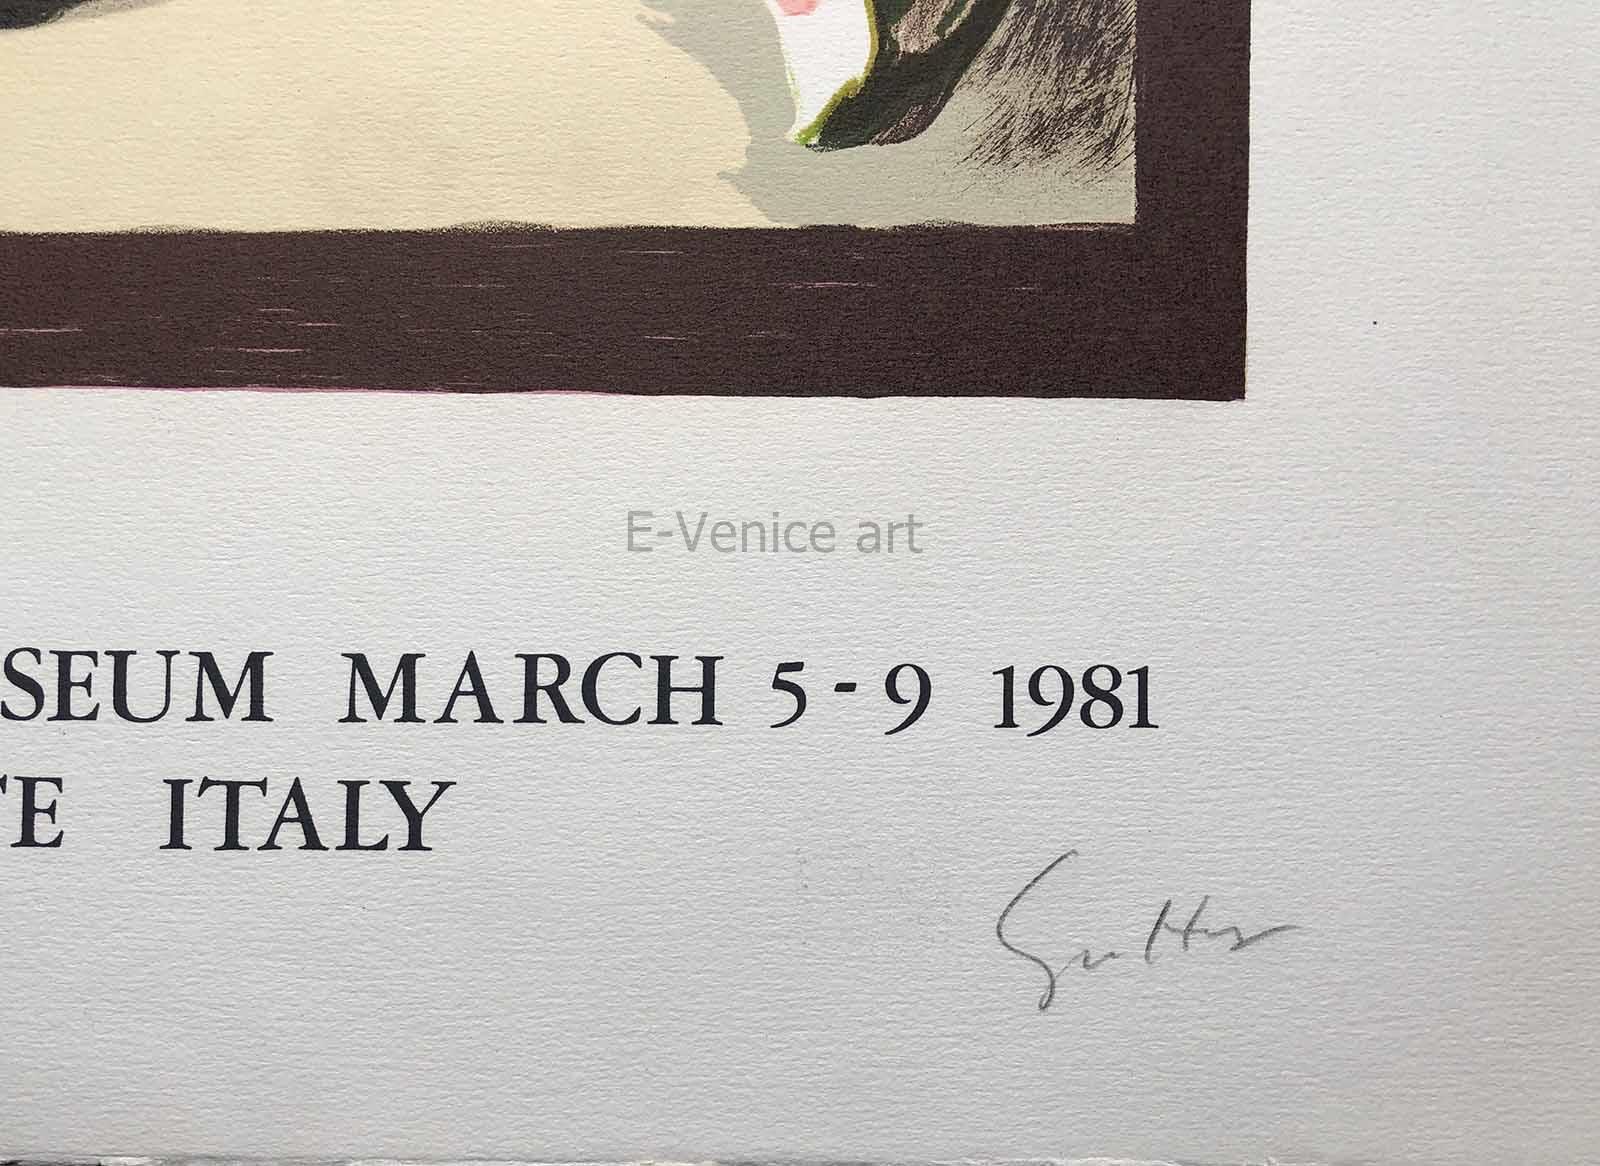 E-Venice art
SEUM MARCH 5-9 1981
TE ITALY